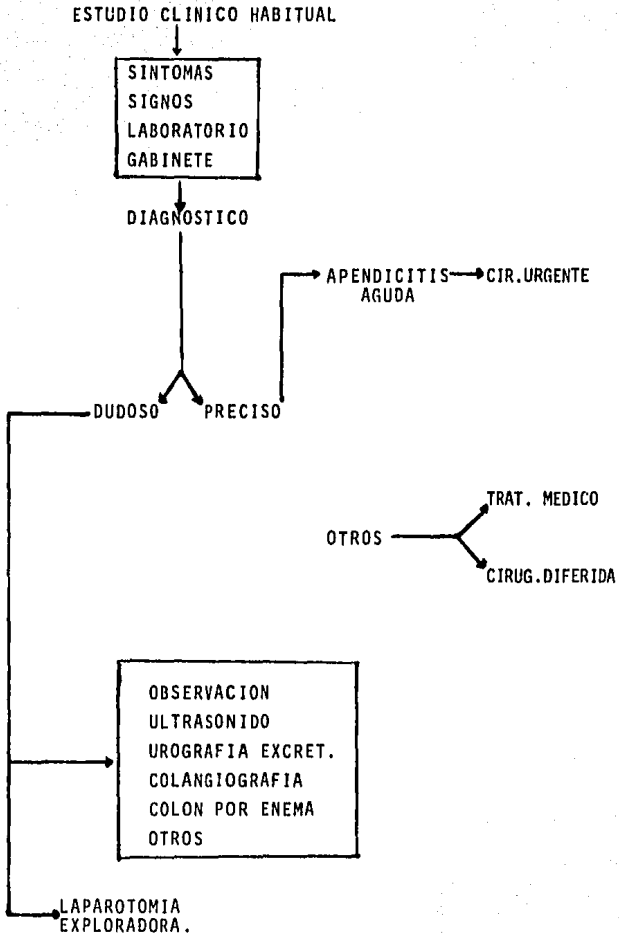 ESTUDIO CLINICO HABITUAL
SINTOMAS
SIGNOS
LABORATORIO
GABINETE
DIAGNOSTICO
APENDICITIS
AGUDA
CIR.URGENTE
DUDOSO
PRECISO
TRAT. MEDICO
OTROS
CIRUG.DIFERIDA
OBSERVACION
ULTRASONIDO
UROGRAFIA EXCRET.
COLANGIOGRAFIA
COLON POR ENEMA
OTROS
LAPAROTOMIA
EXPLORADORA.